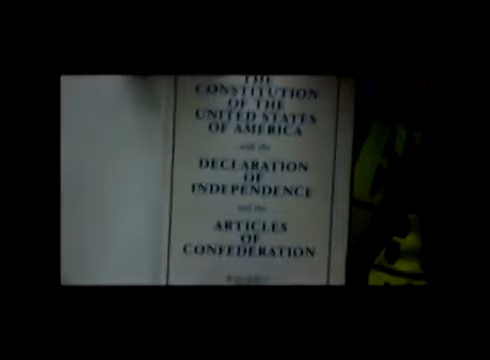 THE
CONSTITUTION
OF THE
UNITED STATES
OF AMERICA
with the
DECLARATION
OF
INDEPENDENCE
and the
ARTICLES
OF
CONFEDERATION